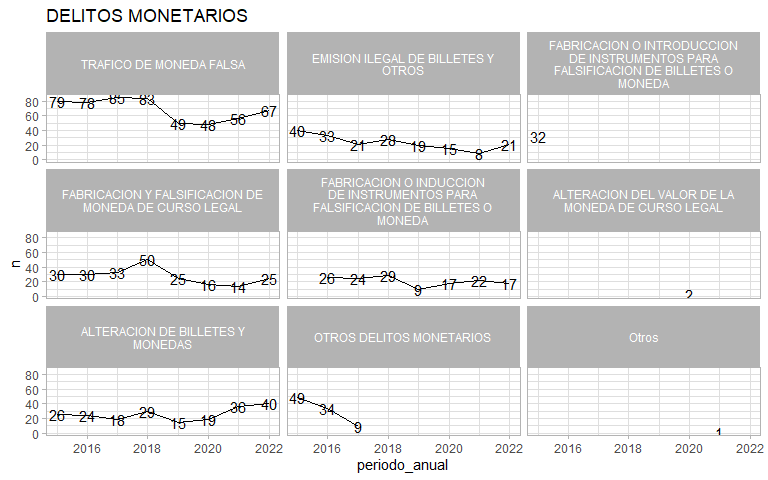 DELITOS MONETARIOS
TRAFICO DE MONEDA FALSA
EMISION ILEGAL DE BILLETES Y
OTROS
FABRICACION O INTRODUCCION
DE INSTRUMENTOS PARA
FALSIFICACION DE BILLETES O
MONEDA
80
60
40
20
0
79 78 85 83 49 48 56 67
40 33 21 28 19 15 8 21
32
FABRICACION Y FALSIFICACION DE
MONEDA DE CURSO LEGAL
FABRICACION O INDUCCION
DE INSTRUMENTOS PARA
FALSIFICACION DE BILLETES O
MONEDA
ALTERACION DEL VALOR DE LA
MONEDA DE CURSO LEGAL
n
80
60
40
20
0
30 30 33 50 25 16 14 25
26 24 29 9 17 22 17
2
ALTERACION DE BILLETES Y
MONEDAS
OTROS DELITOS MONETARIOS
Otros
80
60
40
20
0
26 24 18 29 15 19 36 40
49 34 9
1
2016 2018 2020 2022
2016 2018 2020 2022
2016 2018 2020 2022
periodo_anual